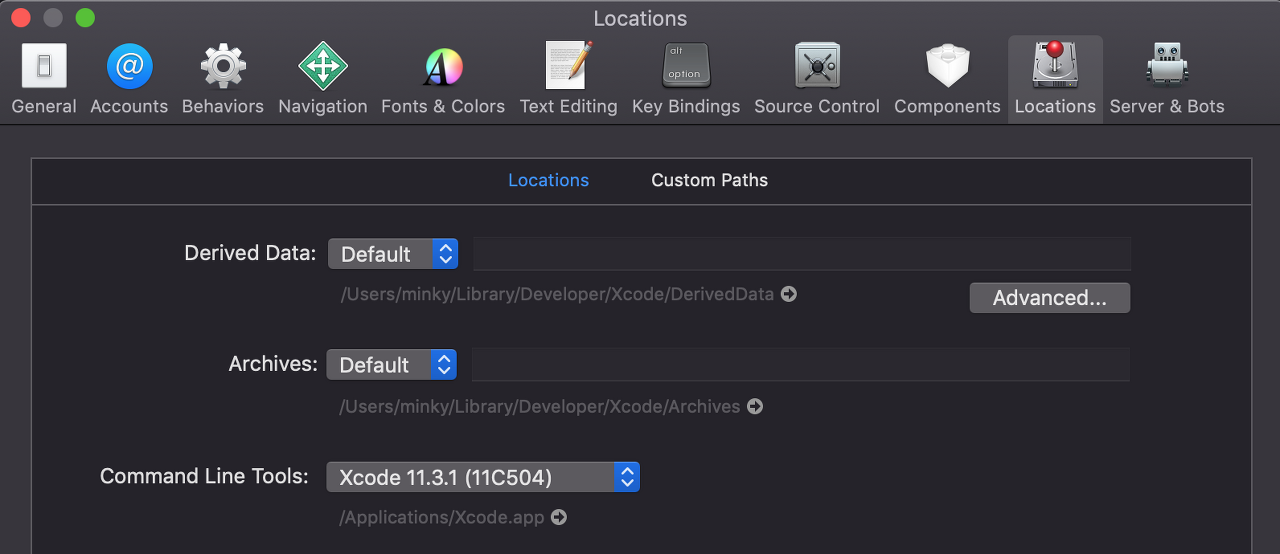 Locations
alt
option
General Accounts Behaviors Navigation Fonts & Colors Text Editing Key Bindings Source Control Components Locations Server & Bots
Locations Custom Paths
Derived Data: Default
/Users/minky/Library/Developer/Xcode/DerivedData
Advanced...
Archives: Default
/Users/minky/Library/Developer/Xcode/Archives
Command Line Tools: Xcode 11.3.1 (11C504)
/Applications/Xcode.app